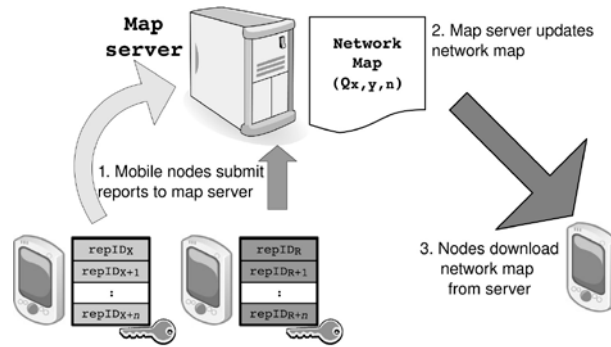 Map
server
Network
Map
(Qx,y,n)
2. Map server updates
network map
1. Mobile nodes submit
reports to map server
repIDX
repIDX+1
:
repIDX+n
repIDR
repIDR+1
:
repIDR+n
3. Nodes download
network map
from server